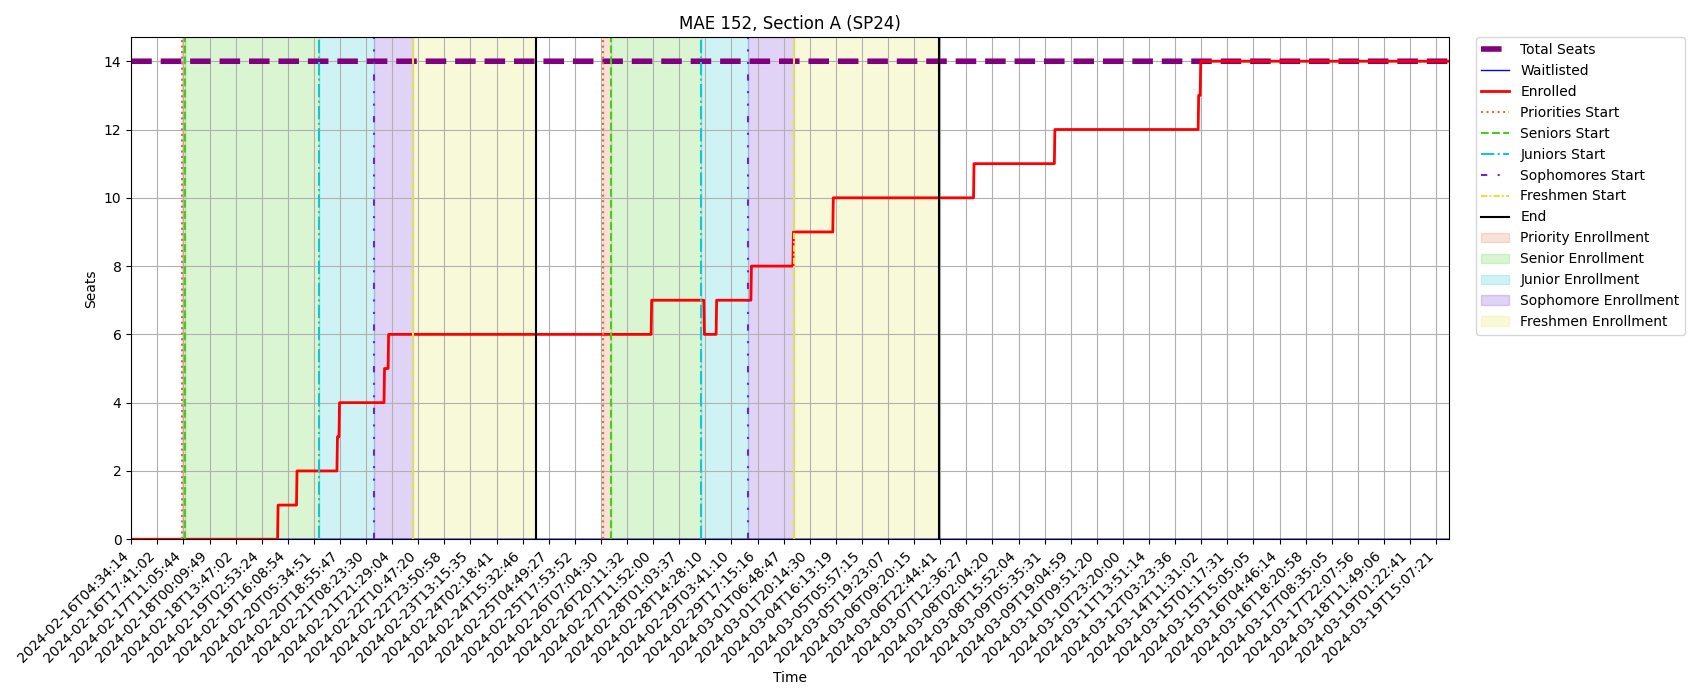 MAE 152, Section A (SP24)
Seats
14
12
10
8
6
4
2
0
2024-02-16T04:34:14
2024-02-16T17:41:02
2024-02-17T11:05:44
2024-02-18T00:09:49
2024-02-18T13:47:02
2024-02-19T02:53:24
2024-02-19T16:08:54
2024-02-20T05:34:51
2024-02-20T18:55:47
2024-02-21T08:23:30
2024-02-21T21:29:04
2024-02-22T10:47:20
2024-02-22T23:50:58
2024-02-23T13:15:35
2024-02-24T02:18:41
2024-02-24T15:32:46
2024-02-25T04:49:27
2024-02-25T17:53:52
2024-02-26T07:04:30
2024-02-26T20:11:32
2024-02-27T11:52:00
2024-02-28T01:03:37
2024-02-28T14:28:10
2024-02-29T03:41:10
2024-02-29T17:15:16
2024-03-01T06:48:47
2024-03-01T20:14:30
2024-03-04T16:13:19
2024-03-05T05:57:15
2024-03-05T19:23:07
2024-03-06T09:20:15
2024-03-06T22:44:41
2024-03-07T12:36:27
2024-03-08T02:04:20
2024-03-08T15:52:04
2024-03-09T05:35:31
2024-03-09T19:04:59
2024-03-10T09:51:20
2024-03-10T23:20:00
2024-03-11T13:51:14
2024-03-12T03:23:36
2024-03-14T11:31:02
2024-03-15T01:17:31
2024-03-15T15:05:05
2024-03-16T04:46:14
2024-03-16T18:20:58
2024-03-17T08:35:05
2024-03-17T22:07:56
2024-03-18T11:49:06
2024-03-19T01:22:41
2024-03-19T15:07:21
Time
Total Seats
Waitlisted
Enrolled
Priorities Start
Seniors Start
Juniors Start
Sophomores Start
Freshmen Start
End
Priority Enrollment
Senior Enrollment
Junior Enrollment
Sophomore Enrollment
Freshmen Enrollment